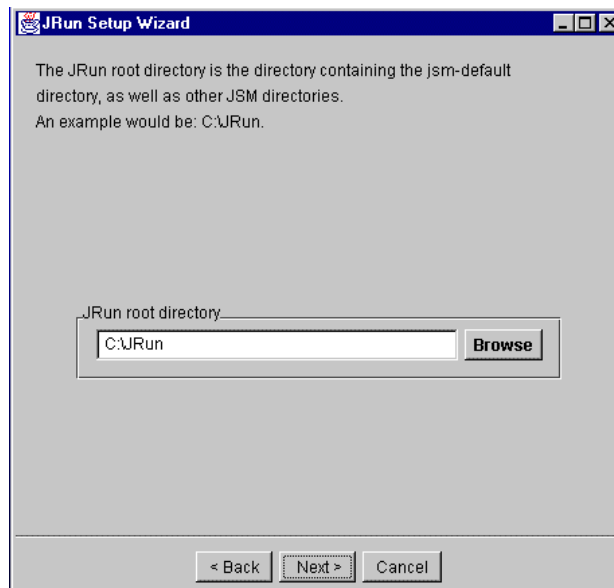 JRun Setup Wizard
The JRun root directory is the directory containing the jsm-default
directory, as well as other JSM directories.
An example would be: C:\JRun.
JRun root directory
C:\JRun
Browse
< Back
Next >
Cancel